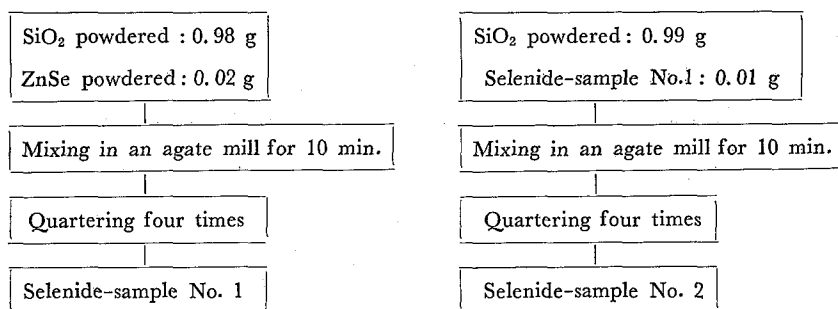 SiO₂ powdered : 0.98 g
ZnSe powdered : 0.02 g
Mixing in an agate mill for 10 min.
Quartering four times
Selenide-sample No. 1
SiO₂ powdered : 0.99 g
Selenide-sample No.1 : 0.01 g
Mixing in an agate mill for 10 min.
Quartering four times
Selenide-sample No. 2